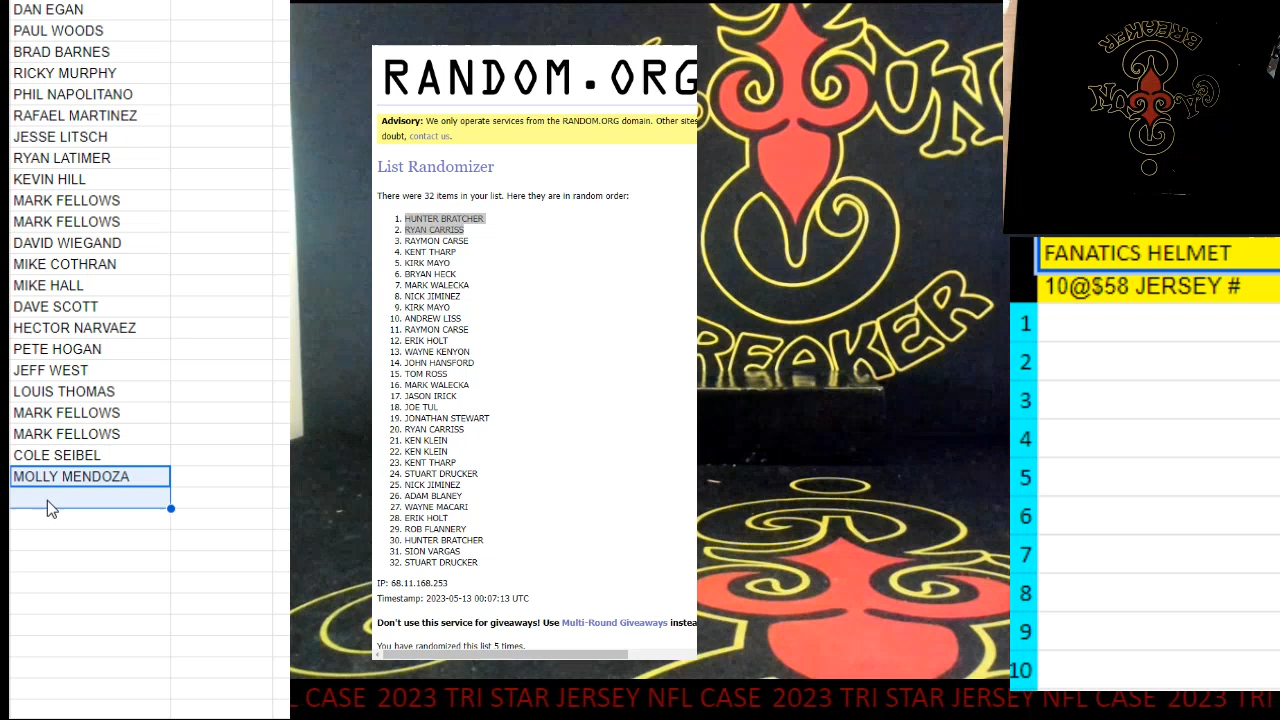 DAN EGAN
PAUL WOODS
BRAD BARNES
RICKY MURPHY
PHIL NAPOLITANO
RAFAEL MARTINEZ
JESSE LITSCH
RYAN LATIMER
KEVIN HILL
MARK FELLOWS
MARK FELLOWS
DAVID WIEGAND
MIKE COTHRAN
MIKE HALL
DAVE SCOTT
HECTOR NARVAEZ
PETE HOGAN
JEFF WEST
LOUIS THOMAS
MARK FELLOWS
MARK FELLOWS
COLE SEIBEL
MOLLY MENDOZA
RANDOM.ORG
Advisory: We only operate services from the RANDOM.ORG domain. Other sites
doubt, contact us.
List Randomizer
There were 32 items in your list. Here they are in random order:
1. HUNTER BRATCHER
2. RYAN CARRISS
3. RAYMON CARSE
4. KENT THARP
5. KIRK MAYO
6. BRYAN HECK
7. MARK WALECKA
8. NICK JIMINEZ
9. KIRK MAYO
10. ANDREW LISS
11. RAYMON CARSE
12. ERIK HOLT
13. WAYNE KENYON
14. JOHN HANSFORD
15. TOM ROSS
16. MARK WALECKA
17. JASON IRICK
18. JOE TUL
19. JONATHAN STEWART
20. RYAN CARRISS
21. KEN KLEIN
22. KEN KLEIN
23. KENT THARP
24. STUART DRUCKER
25. NICK JIMINEZ
26. ADAM BLANEY
27. WAYNE MACARI
28. ERIK HOLT
29. ROB FLANNERY
30. HUNTER BRATCHER
31. SION VARGAS
32. STUART DRUCKER
IP: 68.11.168.253
Timestamp: 2023-05-13 00:07:13 UTC
Don't use this service for giveaways! Use Multi-Round Giveaways instea
You have randomized this list 5 times.
REAKER
BREAKER
FANATICS HELMET
10@$58 JERSEY #
1
2
3
4
5
6
7
8
9
10
CASE 2023 TRI STAR JERSEY NFL CASE 2023 TRI STAR JERSEY NFL CASE 2023 TRI